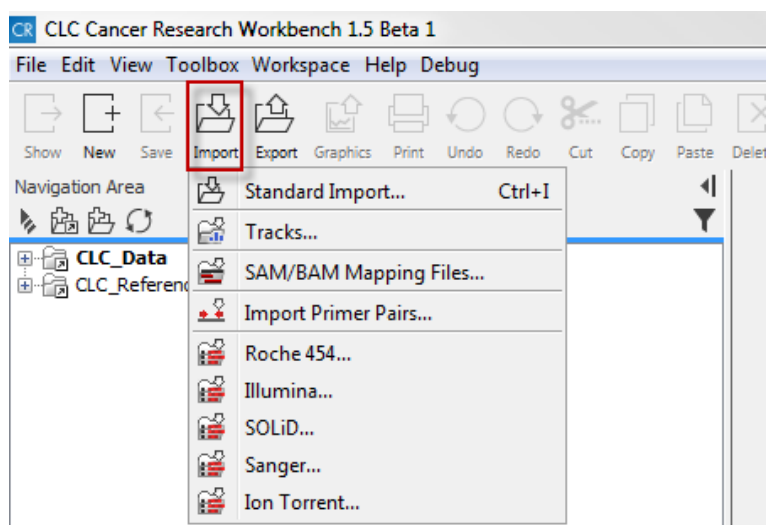 CR CLC Cancer Research Workbench 1.5 Beta 1
File Edit View Toolbox Workspace Help Debug
Show New Save Import Export Graphics Print Undo Redo Cut Copy Paste Delet
Navigation Area
Standard Import... Ctrl+I
Tracks...
CLC_Data
SAM/BAM Mapping Files...
CLC_Referenc
Import Primer Pairs...
Roche 454...
Illumina...
SOLiD...
Sanger...
Ion Torrent...